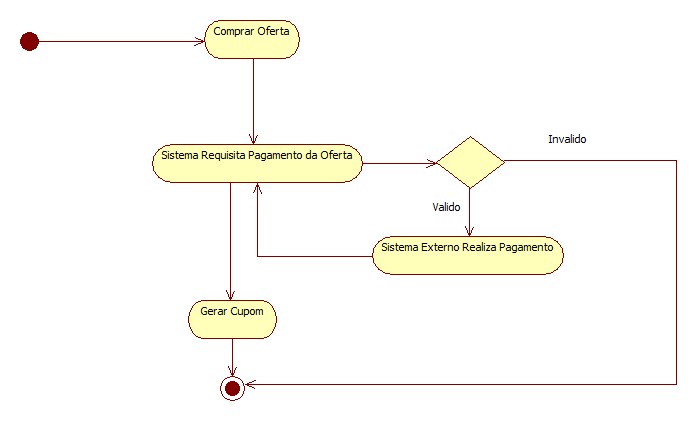 Comprar Oferta
Sistema Requisita Pagamento da Oferta
Invalido
Valido
Sistema Externo Realiza Pagamento
Gerar Cupom